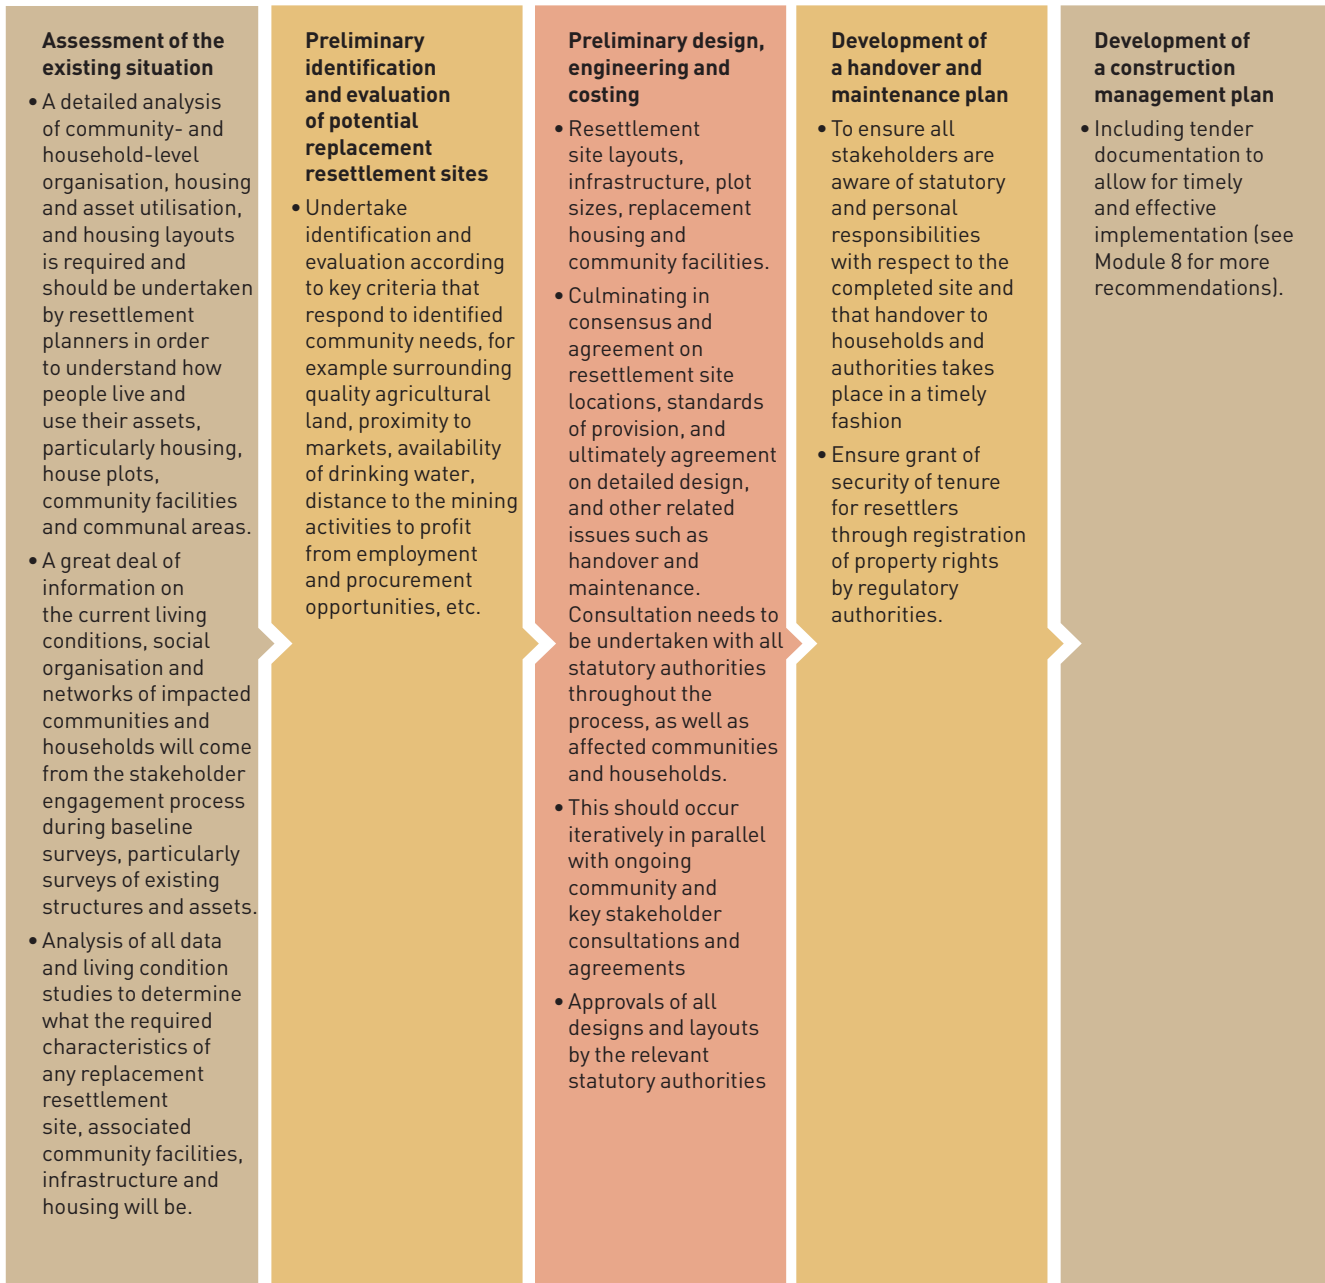 Assessment of the
existing situation
• A detailed analysis
of community- and
household-level
organisation, housing
and asset utilisation,
and housing layouts
is required and
should be undertaken
by resettlement
planners in order
to understand how
people live and
use their assets,
particularly housing,
house plots,
community facilities
and communal areas.
• A great deal of
information on
the current living
conditions, social
organisation and
networks of impacted
communities and
households will come
from the stakeholder
engagement process
during baseline
surveys, particularly
surveys of existing
structures and assets.
• Analysis of all data
and living condition
studies to determine
what the required
characteristics of
any replacement
resettlement
site, associated
community facilities,
infrastructure and
housing will be.
Preliminary
identification
and evaluation
of potential
replacement
resettlement sites
• Undertake
identification and
evaluation according
to key criteria that
respond to identified
community needs, for
example surrounding
quality agricultural
land, proximity to
markets, availability
of drinking water,
distance to the mining
activities to profit
from employment
and procurement
opportunities, etc.
Preliminary design,
engineering and
costing
• Resettlement
site layouts,
infrastructure, plot
sizes, replacement
housing and
community facilities.
• Culminating in
consensus and
agreement on
resettlement site
locations, standards
of provision, and
ultimately agreement
on detailed design,
and other related
issues such as
handover and
maintenance.
Consultation needs to
be undertaken with all
statutory authorities
throughout the
process, as well as
affected communities
and households.
• This should occur
iteratively in parallel
with ongoing
community and
key stakeholder
consultations and
agreements
• Approvals of all
designs and layouts
by the relevant
statutory authorities
Development of
a handover and
maintenance plan
• To ensure all
stakeholders are
aware of statutory
and personal
responsibilities
with respect to the
completed site and
that handover to
households and
authorities takes
place in a timely
fashion
• Ensure grant of
security of tenure
for resettlers
through registration
of property rights
by regulatory
authorities.
Development of
a construction
management plan
• Including tender
documentation to
allow for timely
and effective
implementation (see
Module 8 for more
recommendations).